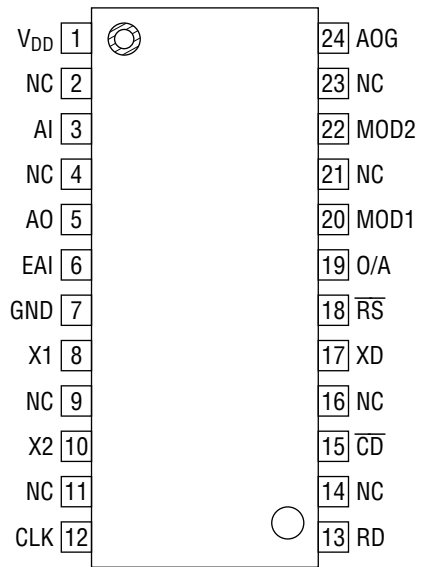 VDD 1 24 AOG
NC 2 23 NC
AI 3 22 MOD2
NC 4 21 NC
AO 5 20 MOD1
EAI 6 19 O/A
GND 7 18 R̅S̅
X1 8 17 XD
NC 9 16 NC
X2 10 15 C̅D̅
NC 11 14 NC
CLK 12 13 RD